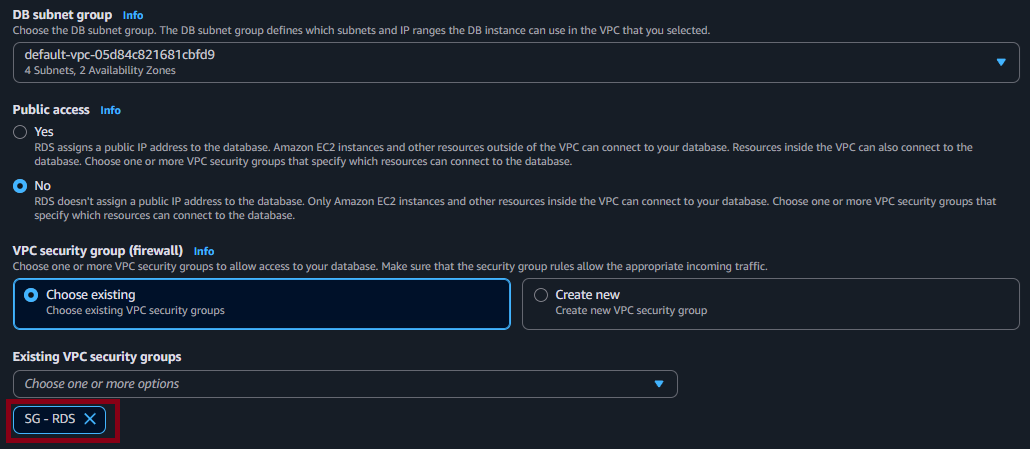 DB subnet group Info
Choose the DB subnet group. The DB subnet group defines which subnets and IP ranges the DB instance can use in the VPC that you selected.
default-vpc-05d84c821681cbfd9
4 Subnets, 2 Availability Zones
Public access Info
Yes
RDS assigns a public IP address to the database. Amazon EC2 instances and other resources outside of the VPC can connect to your database. Resources inside the VPC can also connect to the
database. Choose one or more VPC security groups that specify which resources can connect to the database.
No
RDS doesn't assign a public IP address to the database. Only Amazon EC2 instances and other resources inside the VPC can connect to your database. Choose one or more VPC security groups that
specify which resources can connect to the database.
VPC security group (firewall) Info
Choose one or more VPC security groups to allow access to your database. Make sure that the security group rules allow the appropriate incoming traffic.
Choose existing
Choose existing VPC security groups
Create new
Create new VPC security group
Existing VPC security groups
Choose one or more options
SG - RDS